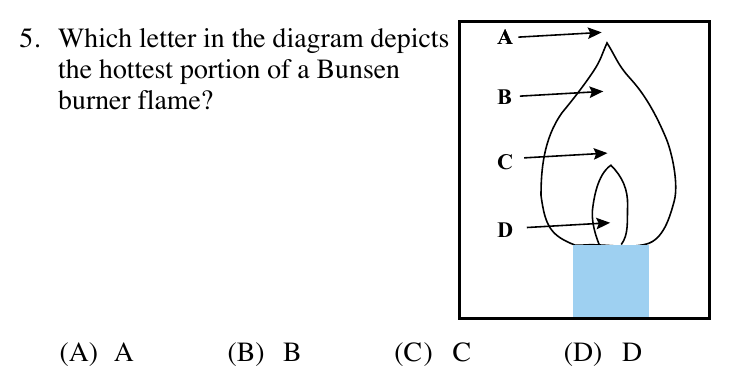 5. Which letter in the diagram depicts
the hottest portion of a Bunsen
burner flame?
A
B
C
D
(A) A (B) B (C) C (D) D